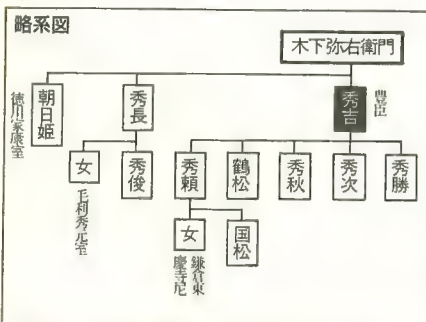 略系図
木下弥右衛門
豊臣
秀吉
秀長
朝日姫
徳川家康室
秀勝
秀次
秀秋
鶴松
秀頼
秀俊
女
毛利秀元室
国松
女
鎌倉東
慶寺尼